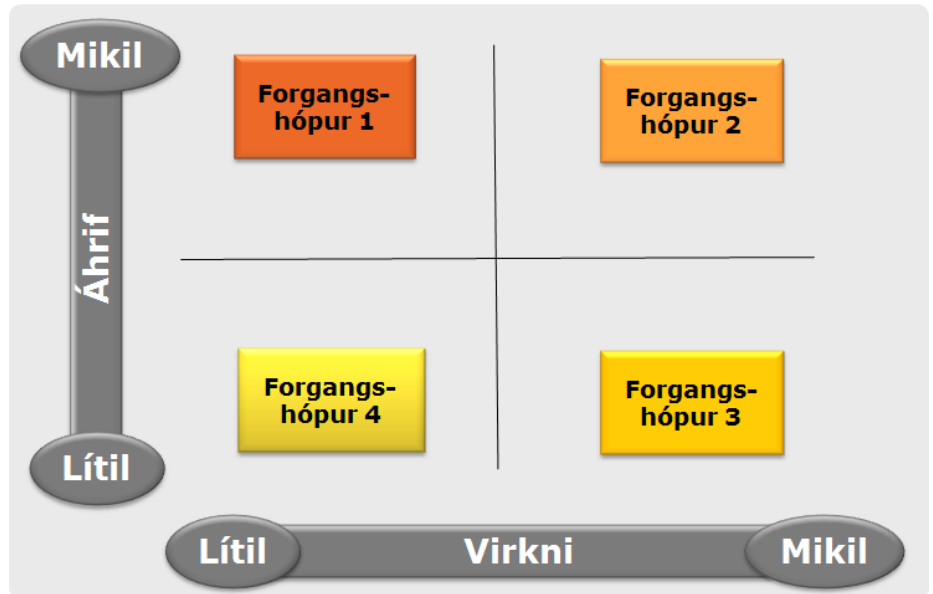 Mikil
Forgangs-
hópur 1
Forgangs-
hópur 2
Áhrif
Forgangs-
hópur 4
Forgangs-
hópur 3
Lítil
Lítil
Virkni
Mikil